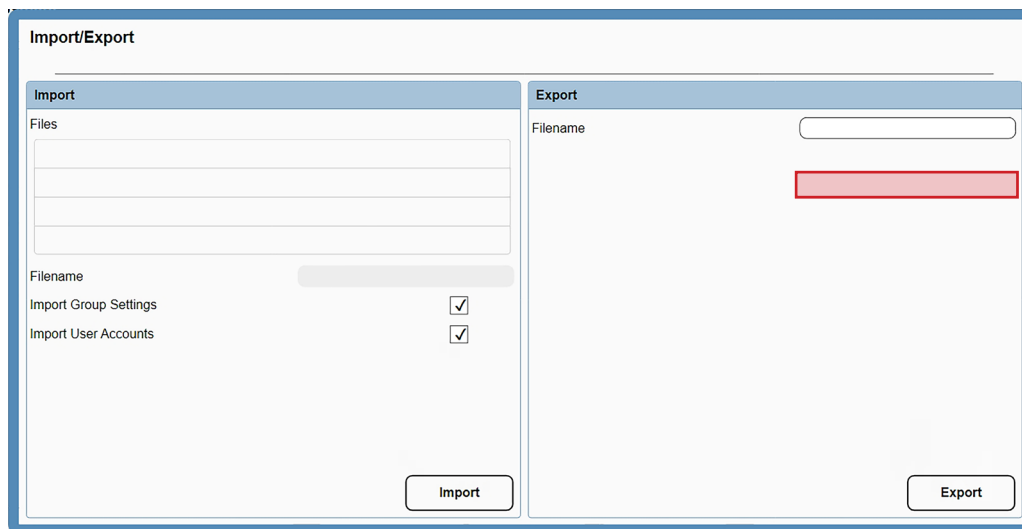 Import/Export
Import
Files
Filename
Import Group Settings
Import User Accounts
Import
Export
Filename
Export